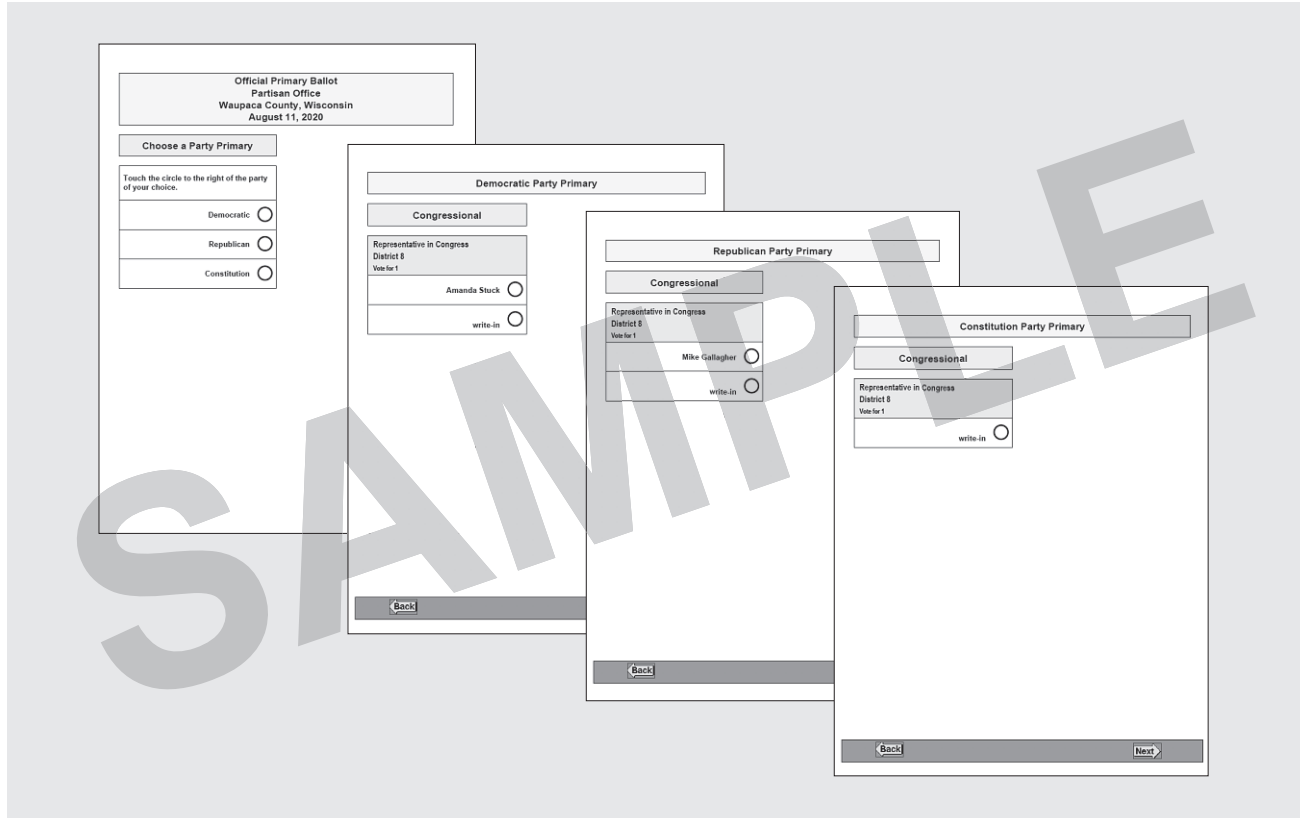 Official Primary Ballot
Partisan Office
Waupaca County, Wisconsin
August 11, 2020
Choose a Party Primary
Touch the circle to the right of the party
of your choice.
Democratic
Republican
Constitution
Democratic Party Primary
Congressional
Representative in Congress
District 8
Vote for 1
Amanda Stuck
write-in
Back
Republican Party Primary
Congressional
Representative in Congress
District 8
Vote for 1
Mike Gallagher
write-in
Back
Constitution Party Primary
Congressional
Representative in Congress
District 8
Vote for 1
write-in
Back
Next
SAMPLE